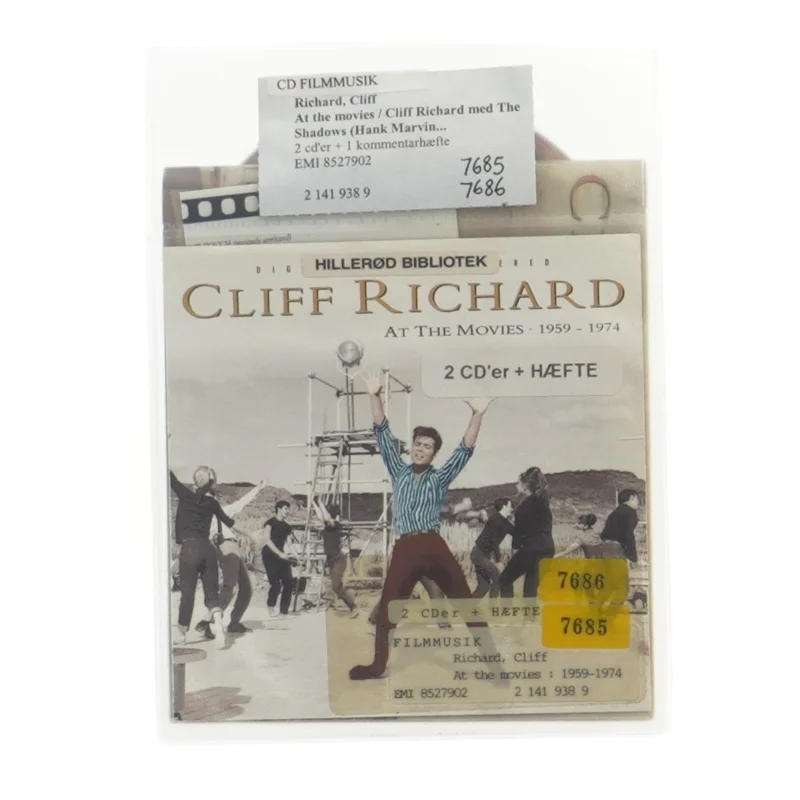 CD FILMMUSIK
Richard, Cliff
At the movies / Cliff Richard med The
Shadows (Hank Marvin...
2 cd'er + 1 kommentarhæfte
EMI 8527902
7685
2 141 938 9
7686
HILLERØD BIBLIOTEK
CLIFF RICHARD
AT THE MOVIES · 1959 - 1974
2 CD'er + HÆFTE
7686
2 CDer + HÆFTE
7685
FILMMUSIK
Richard, Cliff
At the movies : 1959-1974
EMI 8527902 2 141 938 9